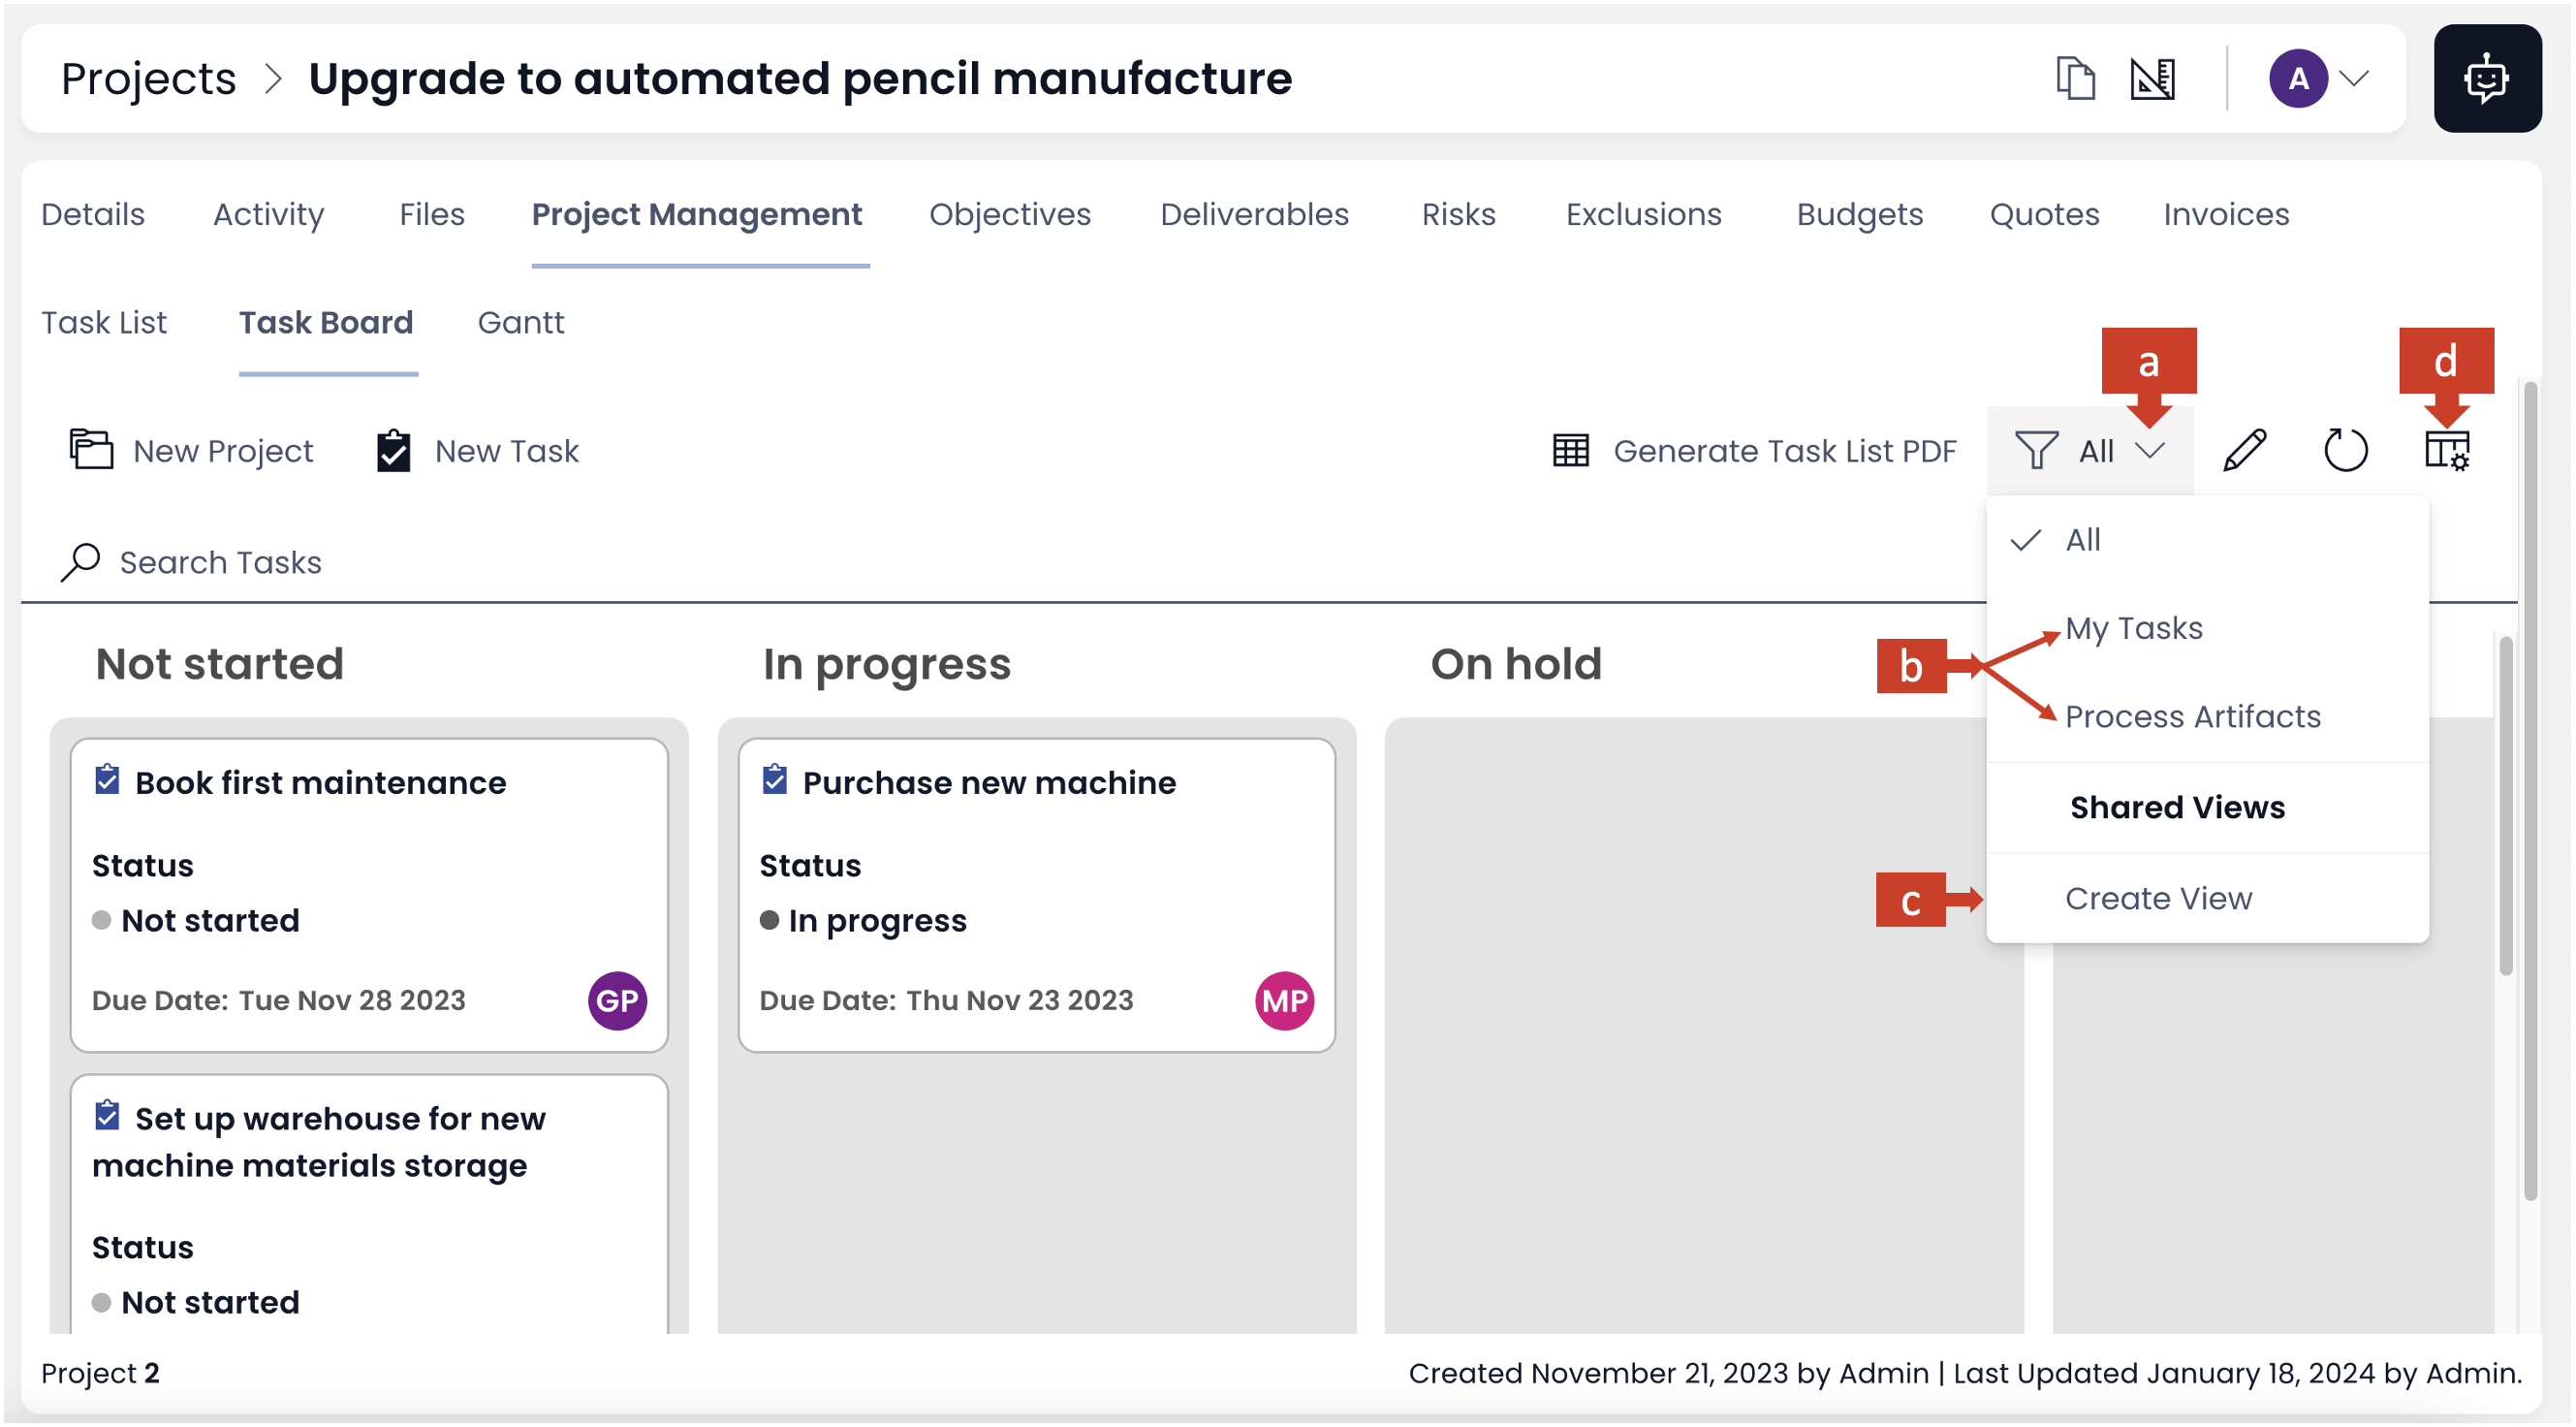 Projects > Upgrade to automated pencil manufacture
A
Details Activity Files Project Management Objectives Deliverables Risks Exclusions Budgets Quotes Invoices
Task List Task Board Gantt
a d
New Project New Task Generate Task List PDF All
Search Tasks
All
My Tasks
b
Process Artifacts
Shared Views
c Create View
Not started In progress On hold
Book first maintenance
Status
Not started
Due Date: Tue Nov 28 2023 GP
Set up warehouse for new
machine materials storage
Status
Not started
Purchase new machine
Status
In progress
Due Date: Thu Nov 23 2023 MP
Project 2 Created November 21, 2023 by Admin | Last Updated January 18, 2024 by Admin.